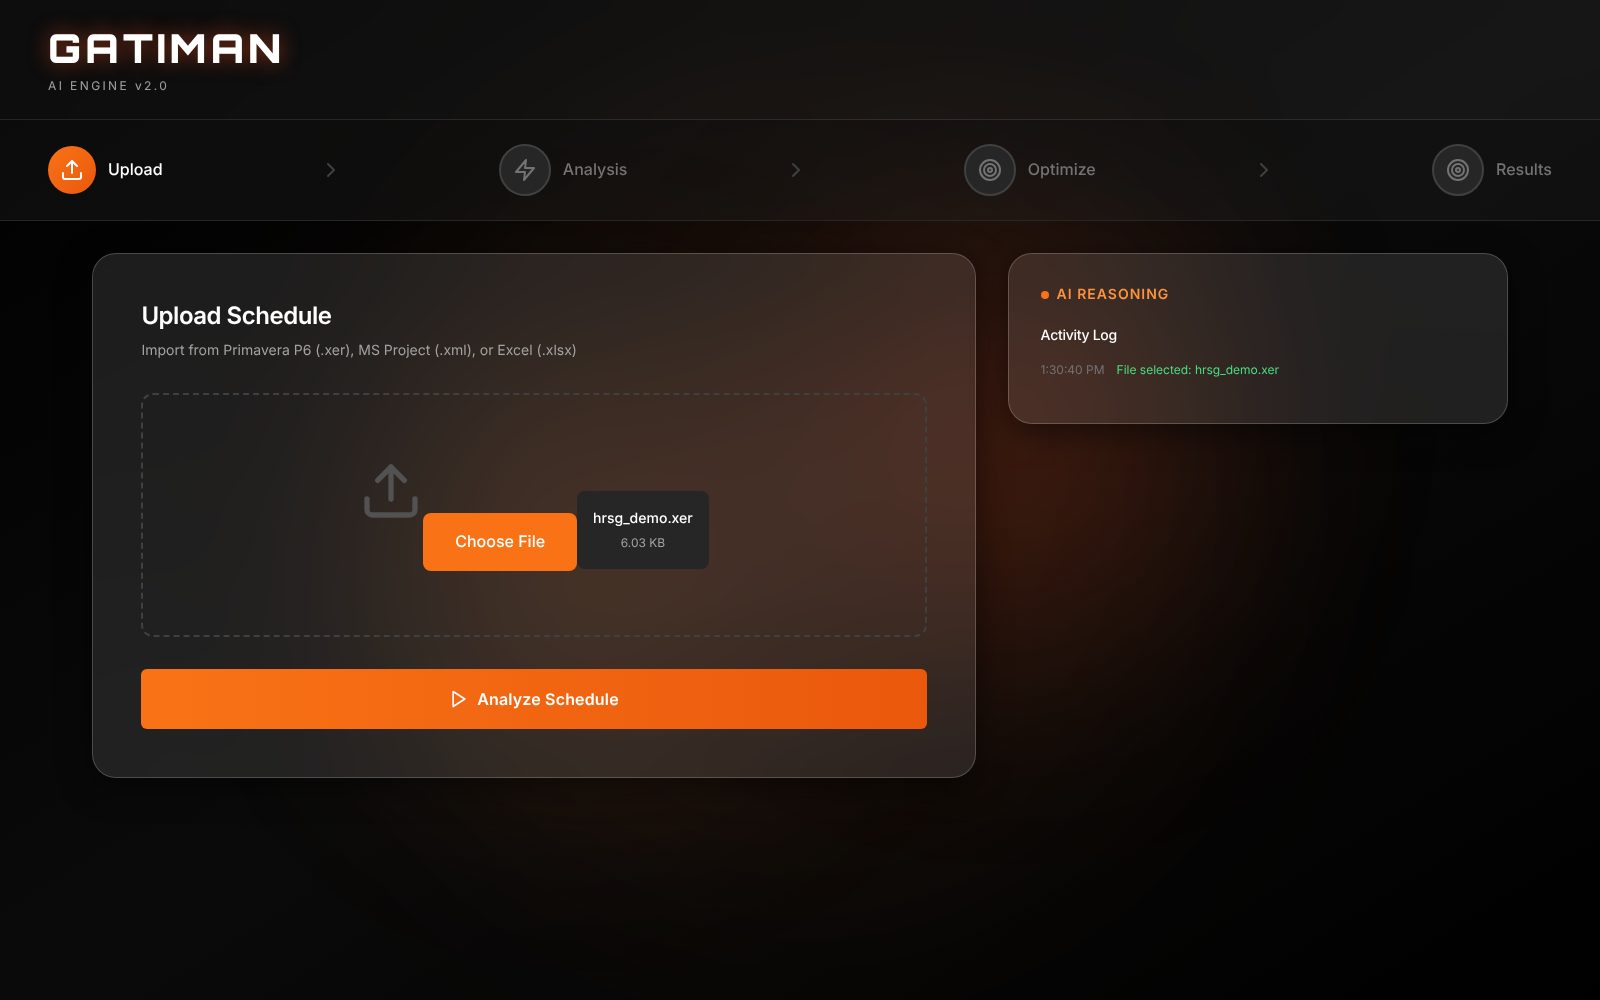 GATIMAN
AI ENGINE v2.0
Upload
Analysis
Optimize
Results
Upload Schedule
Import from Primavera P6 (.xer), MS Project (.xml), or Excel (.xlsx)
Choose File
hrsg_demo.xer
6.03 KB
Analyze Schedule
AI REASONING
Activity Log
1:30:40 PM File selected: hrsg_demo.xer